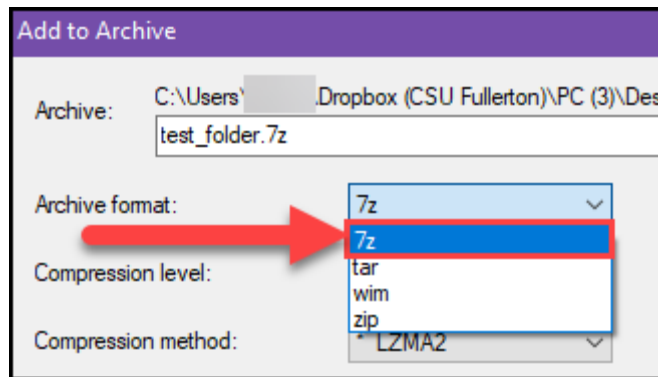 Add to Archive
C:\Users\ .Dropbox (CSU Fullerton)\PC (3)\Des
Archive:
test_folder.7z
Archive format:
7z
7z
tar
Compression level:
wim
zip
Compression method:
* LZMA2